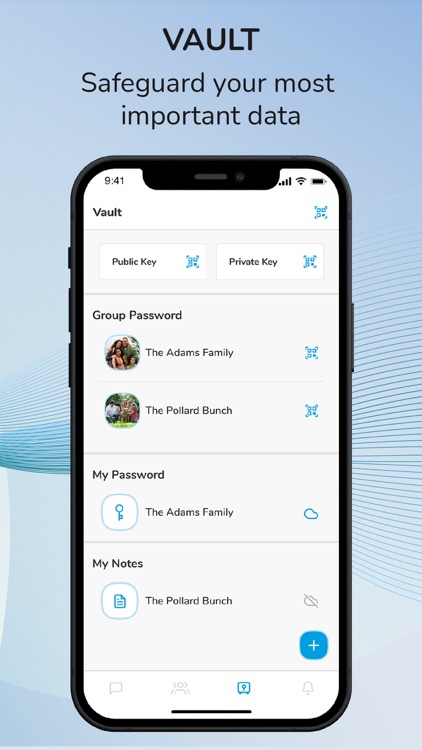 VAULT
Safeguard your most
important data
9:41
Vault
Public Key
Private Key
Group Password
The Adams Family
The Pollard Bunch
My Password
The Adams Family
My Notes
The Pollard Bunch